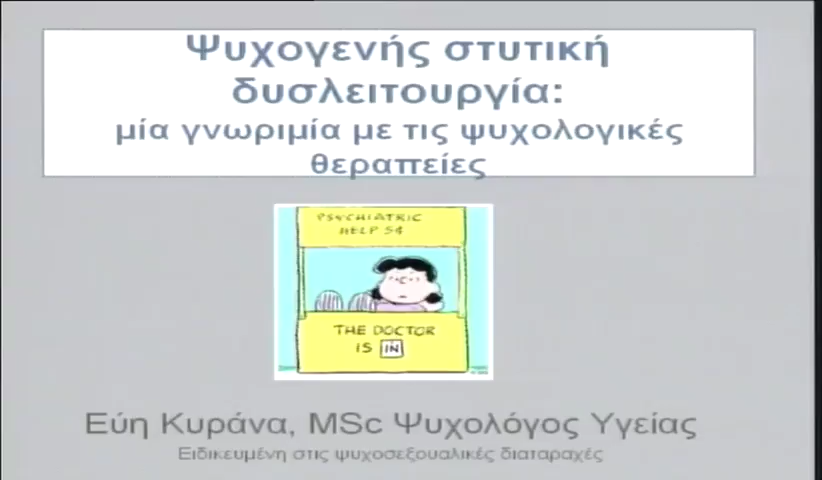 Ψυχογενής στυτική
δυσλειτουργία:
μία γνωριμία με τις ψυχολογικές
θεραπείες
PSYCHIATRIC
HELP 5¢
THE DOCTOR
IS IN
Εύη Κυράνα, MSc Ψυχολόγος Υγείας
Ειδικευμένη στις ψυχοσεξουαλικές διαταραχές